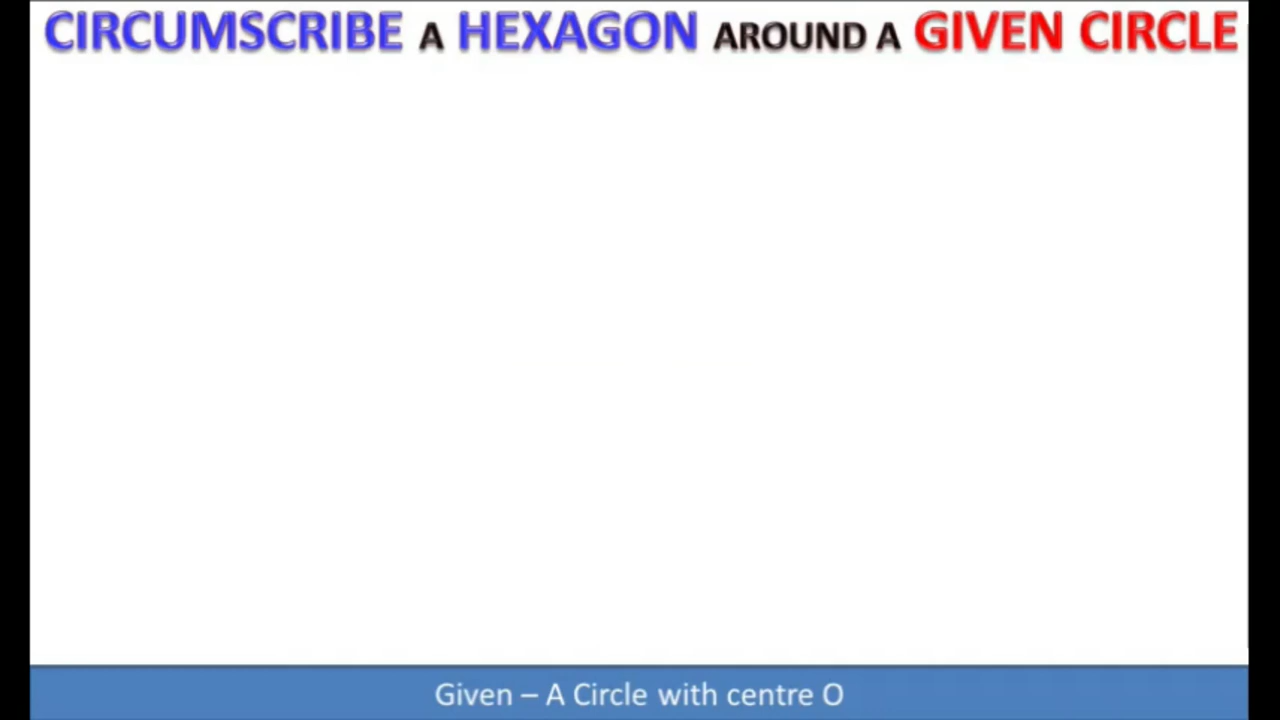 CIRCUMSCRIBE A HEXAGON AROUND A GIVEN CIRCLE
Given – A Circle with centre O